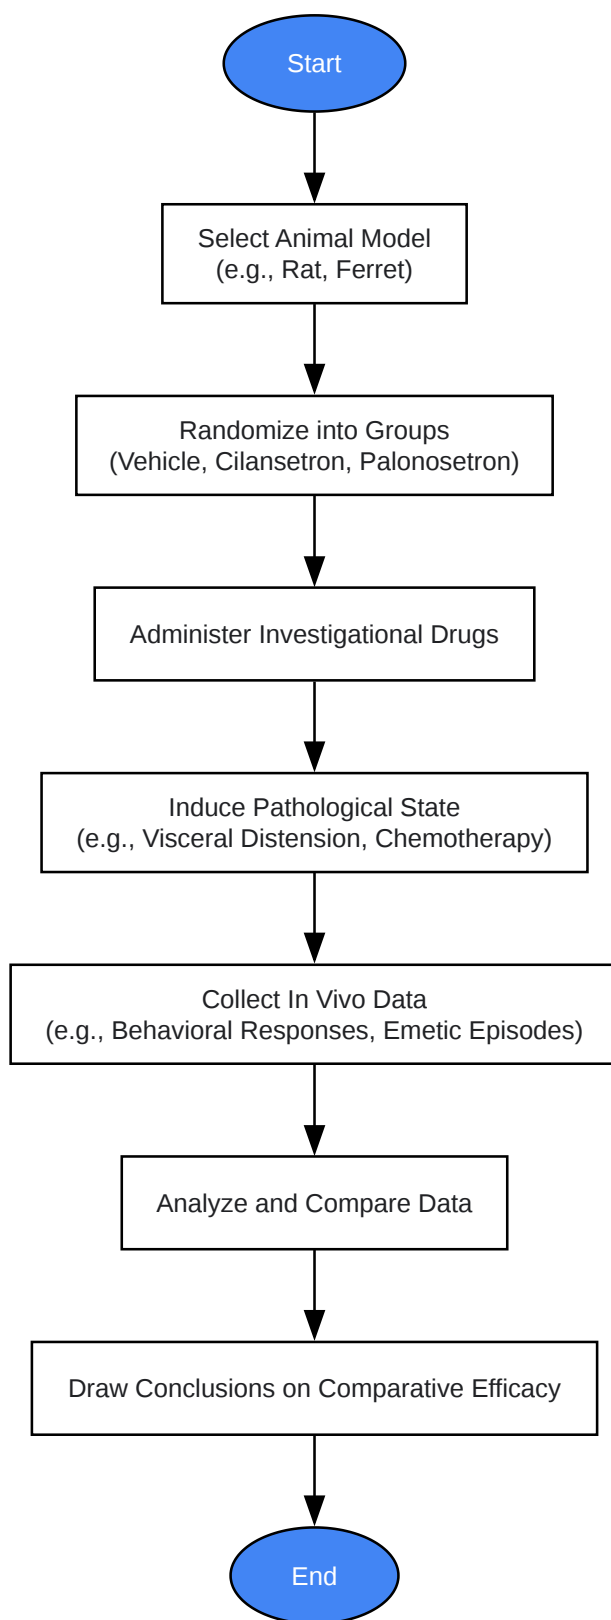 Start
Select Animal Model
(e.g., Rat, Ferret)
Randomize into Groups
(Vehicle, Cilansetron, Palonosetron)
Administer Investigational Drugs
Induce Pathological State
(e.g., Visceral Distension, Chemotherapy)
Collect In Vivo Data
(e.g., Behavioral Responses, Emetic Episodes)
Analyze and Compare Data
Draw Conclusions on Comparative Efficacy
End